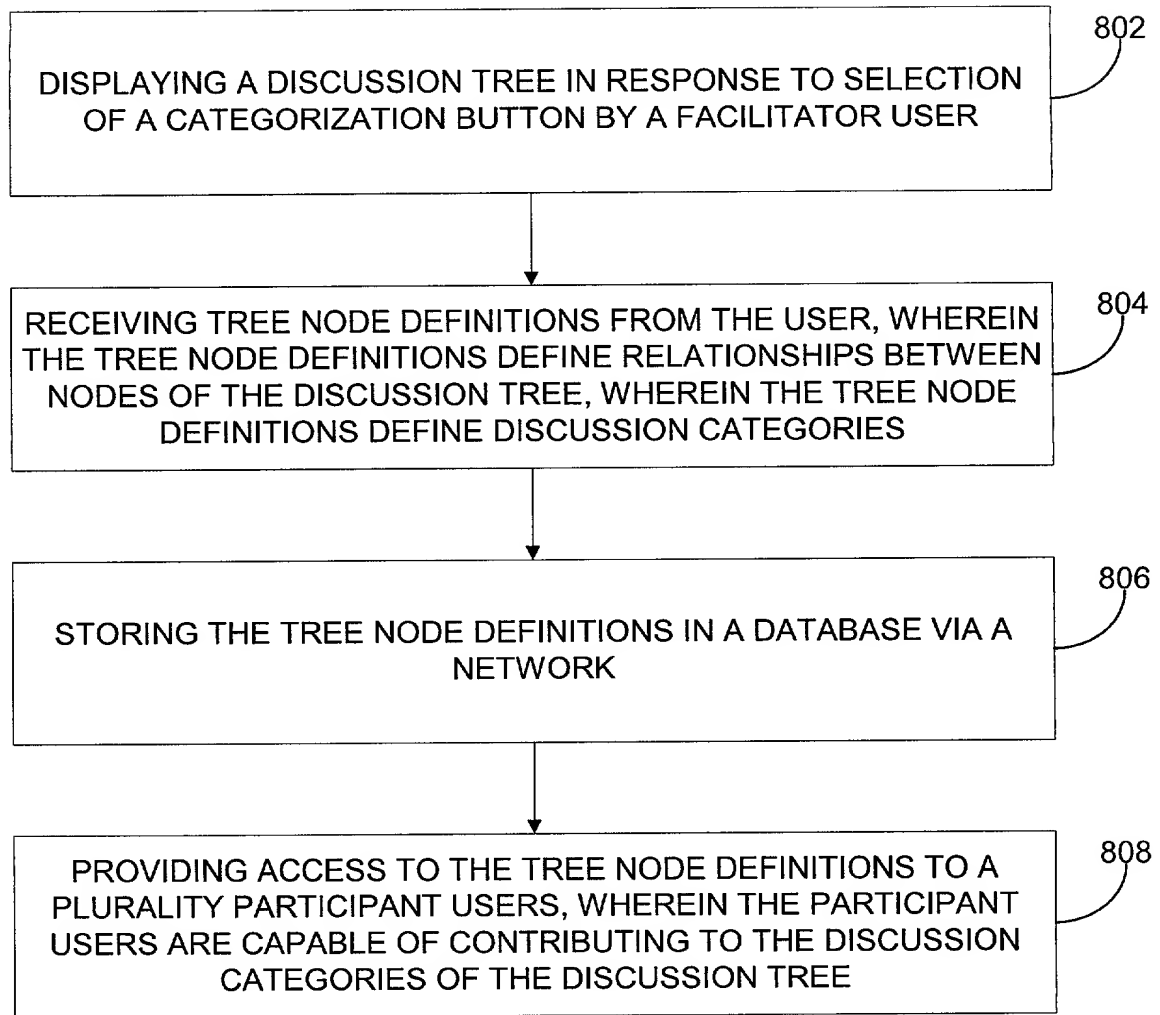 802
DISPLAYING A DISCUSSION TREE IN RESPONSE TO SELECTION
OF A CATEGORIZATION BUTTON BY A FACILITATOR USER
804
RECEIVING TREE NODE DEFINITIONS FROM THE USER, WHEREIN
THE TREE NODE DEFINITIONS DEFINE RELATIONSHIPS BETWEEN
NODES OF THE DISCUSSION TREE, WHEREIN THE TREE NODE
DEFINITIONS DEFINE DISCUSSION CATEGORIES
806
STORING THE TREE NODE DEFINITIONS IN A DATABASE VIA A
NETWORK
808
PROVIDING ACCESS TO THE TREE NODE DEFINITIONS TO A
PLURALITY PARTICIPANT USERS, WHEREIN THE PARTICIPANT
USERS ARE CAPABLE OF CONTRIBUTING TO THE DISCUSSION
CATEGORIES OF THE DISCUSSION TREE